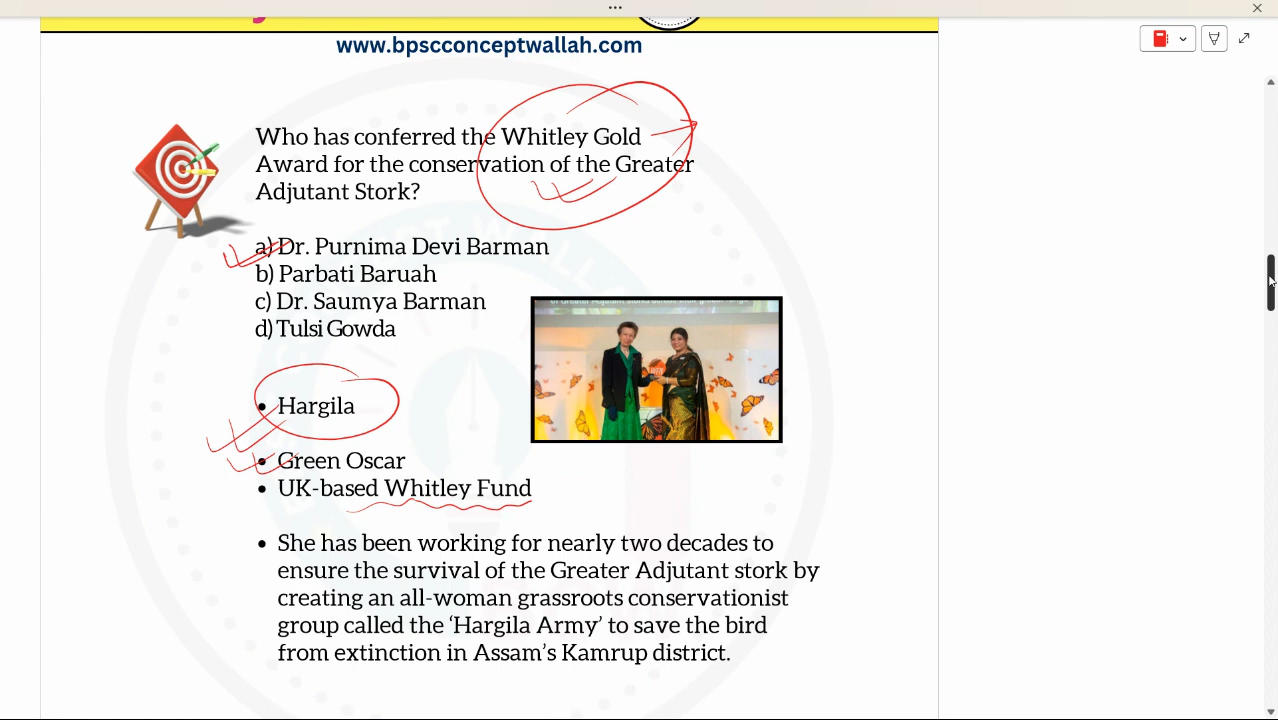 www.bpscconceptwallah.com
Who has conferred the Whitley Gold
Award for the conservation of the Greater
Adjutant Stork?
a) Dr. Purnima Devi Barman
b) Parbati Baruah
c) Dr. Saumya Barman
d) Tulsi Gowda
• Hargila
• Green Oscar
• UK-based Whitley Fund
• She has been working for nearly two decades to
ensure the survival of the Greater Adjutant stork by
creating an all-woman grassroots conservationist
group called the ‘Hargila Army’ to save the bird
from extinction in Assam’s Kamrup district.